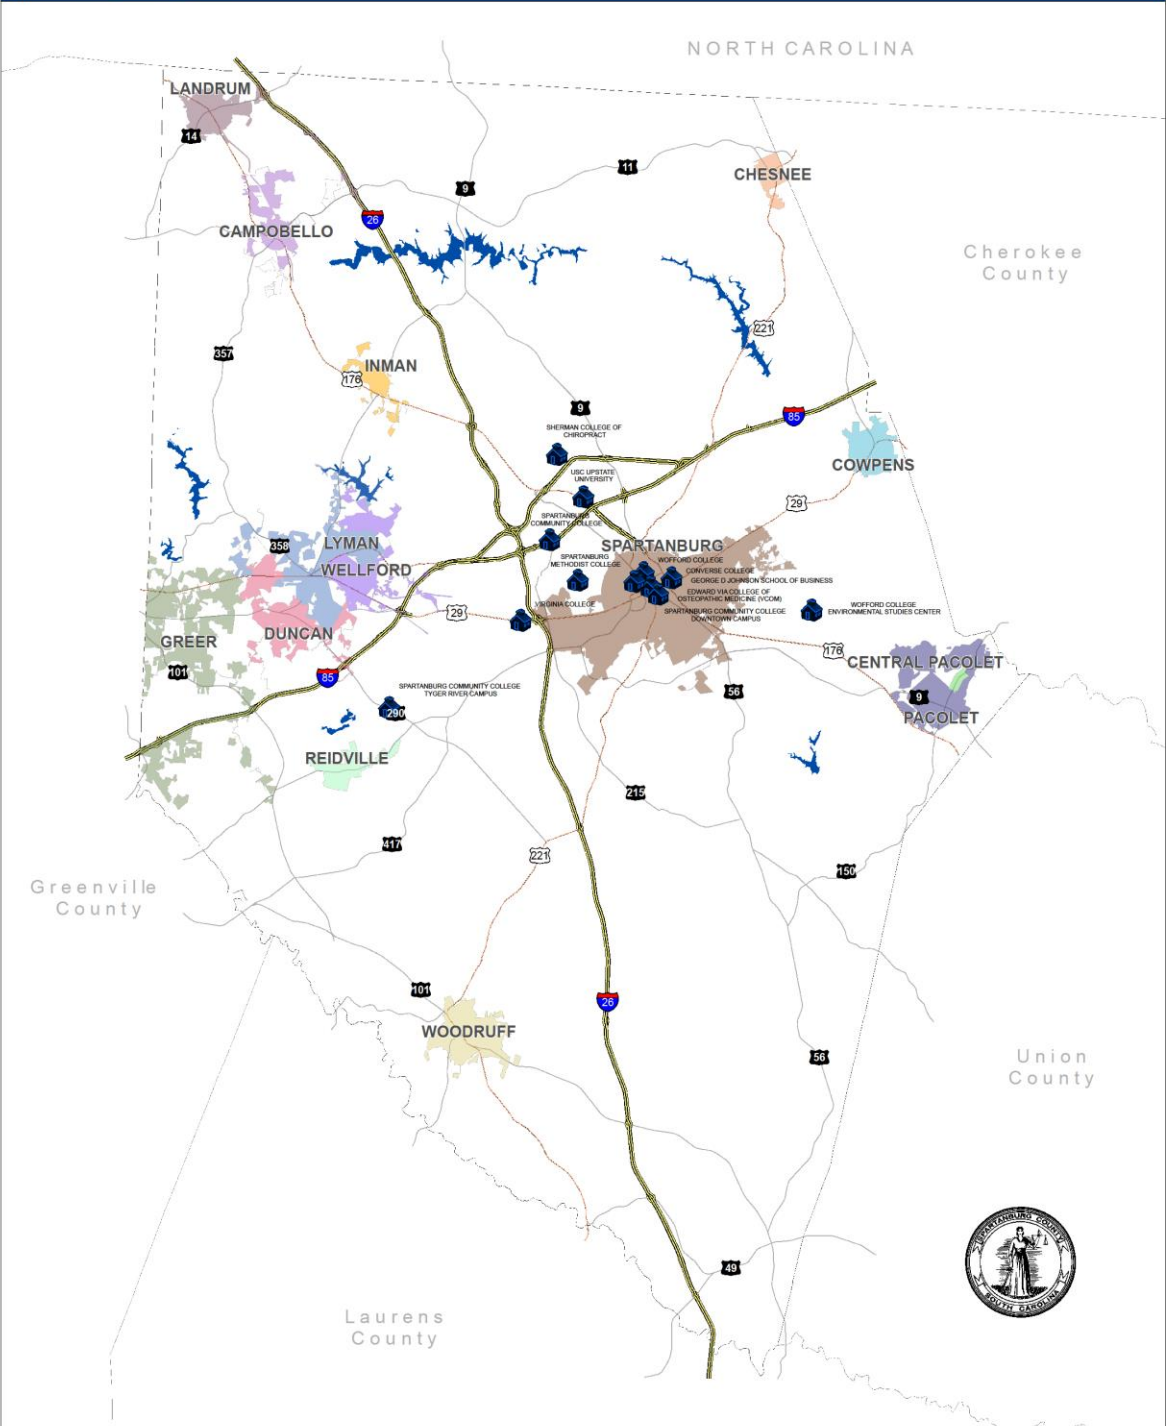 NORTH CAROLINA
LANDRUM
14
11
CHESNEE
9
26
CAMPOBELLO
Cherokee
County
221
357
INMAN
176
9
85
SHERMAN COLLEGE OF
CHIROPRACT
COWPENS
USC UPSTATE
UNIVERSITY
29
SPARTANBURG
COMMUNITY COLLEGE
358
LYMAN
SPARTANBURG
WELLFORD
SPARTANBURG
METHODIST COLLEGE
WOFFORD COLLEGE
CONVERSE COLLEGE
GEORGE D JOHNSON SCHOOL OF BUSINESS
EDWARD VIA COLLEGE OF
OSTEOPATHIC MEDICINE (VCOM)
VIRGINIA COLLEGE
29
SPARTANBURG COMMUNITY COLLEGE
DOWNTOWN CAMPUS
WOFFORD COLLEGE
ENVIRONMENTAL STUDIES CENTER
GREER
DUNCAN
176
CENTRAL PACOLET
101
85
SPARTANBURG COMMUNITY COLLEGE
TYGER RIVER CAMPUS
56
9
290
PACOLET
REIDVILLE
215
417
221
150
Greenville
County
101
26
WOODRUFF
56
Union
County
49
SPARTANBURG COUNTY
SOUTH CAROLINA
Laurens
County